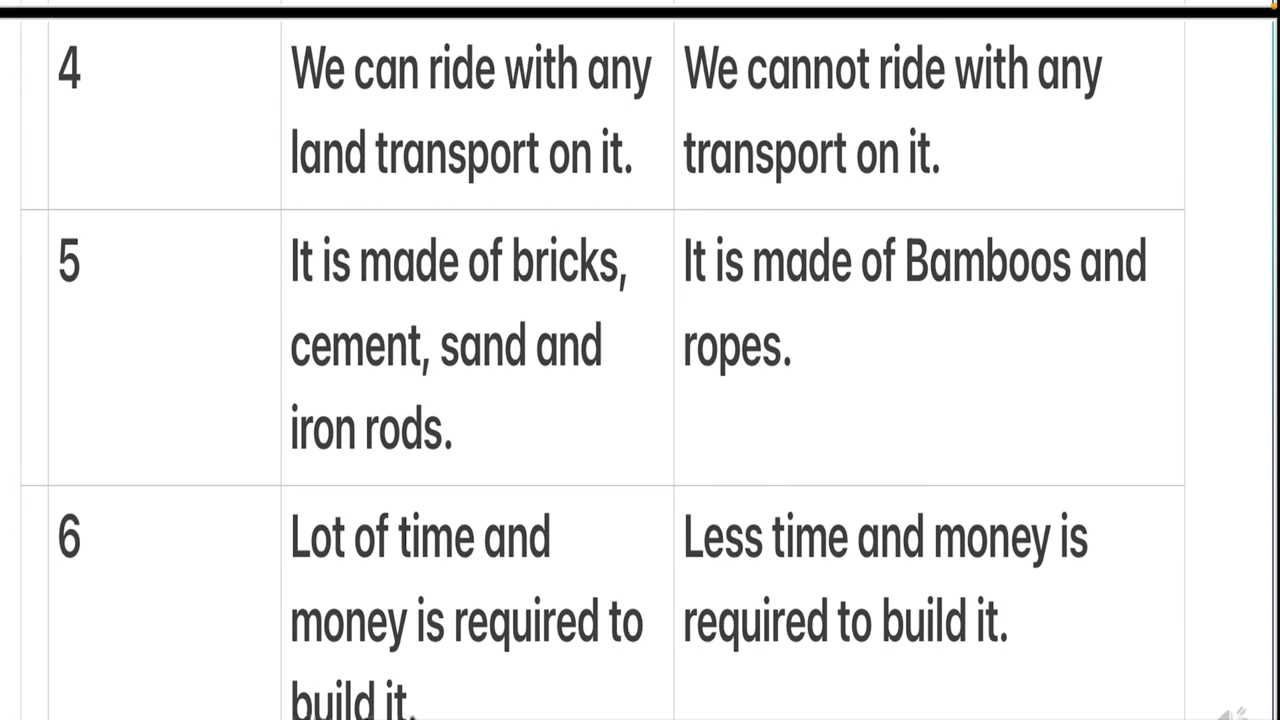 4
We can ride with any
land transport on it.
We cannot ride with any
transport on it.
5
It is made of bricks,
cement, sand and
iron rods.
It is made of Bamboos and
ropes.
6
Lot of time and
money is required to
build it.
Less time and money is
required to build it.